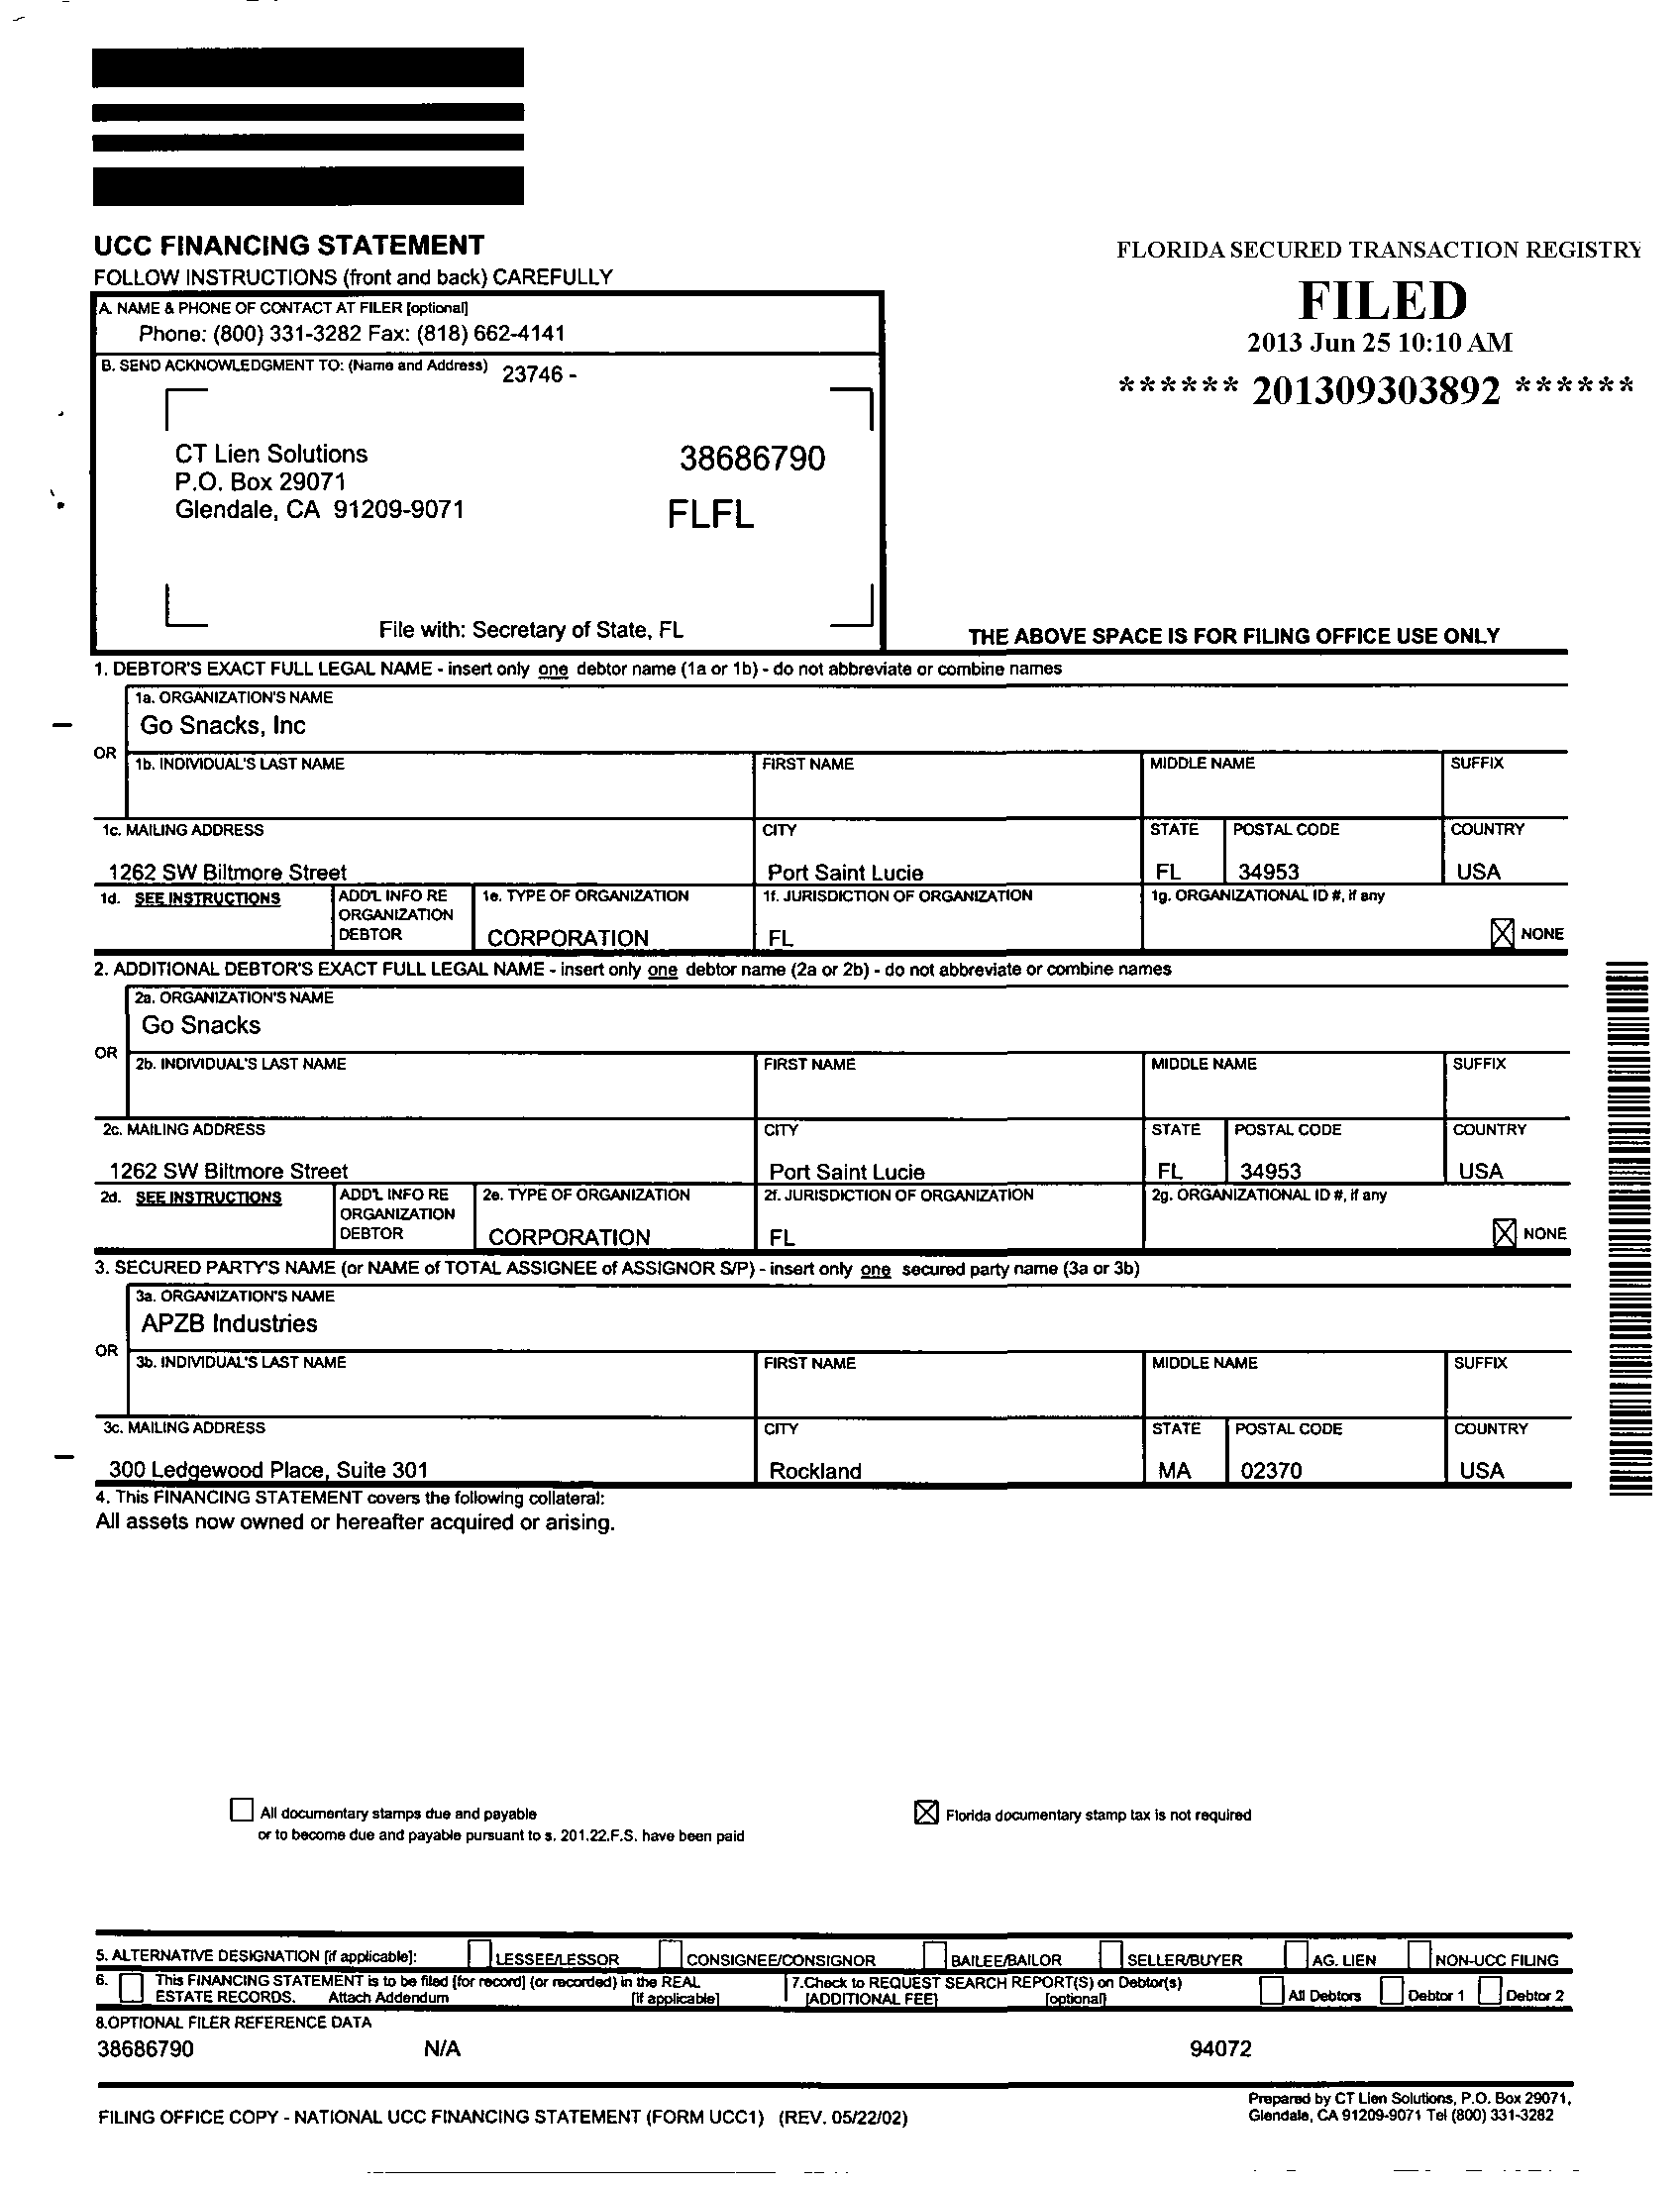 UCC FINANCING STATEMENT
FOLLOW INSTRUCTIONS (front and back) CAREFULLY
A. NAME & PHONE OF CONTACT AT FILER [optional]
Phone: (800) 331-3282 Fax: (818) 662-4141
B. SEND ACKNOWLEDGMENT TO: (Name and Address) 23746 -
CT Lien Solutions 38686790
P.O. Box 29071
Glendale, CA 91209-9071 FLFL
File with: Secretary of State, FL
FLORIDA SECURED TRANSACTION REGISTRY
FILED
2013 Jun 25 10:10 AM
****** 201309303892 ******
THE ABOVE SPACE IS FOR FILING OFFICE USE ONLY
1. DEBTOR'S EXACT FULL LEGAL NAME - insert only one debtor name (1a or 1b) - do not abbreviate or combine names
1a. ORGANIZATION'S NAME
Go Snacks, Inc
OR
1b. INDIVIDUAL'S LAST NAME FIRST NAME MIDDLE NAME SUFFIX
1c. MAILING ADDRESS CITY STATE POSTAL CODE COUNTRY
1262 SW Biltmore Street Port Saint Lucie FL 34953 USA
1d. SEE INSTRUCTIONS ADD'L INFO RE 1e. TYPE OF ORGANIZATION 1f. JURISDICTION OF ORGANIZATION 1g. ORGANIZATIONAL ID #, if any
ORGANIZATION
DEBTOR CORPORATION FL NONE
2. ADDITIONAL DEBTOR'S EXACT FULL LEGAL NAME - insert only one debtor name (2a or 2b) - do not abbreviate or combine names
2a. ORGANIZATION'S NAME
Go Snacks
OR
2b. INDIVIDUAL'S LAST NAME FIRST NAME MIDDLE NAME SUFFIX
2c. MAILING ADDRESS CITY STATE POSTAL CODE COUNTRY
1262 SW Biltmore Street Port Saint Lucie FL 34953 USA
2d. SEE INSTRUCTIONS ADD'L INFO RE 2e. TYPE OF ORGANIZATION 2f. JURISDICTION OF ORGANIZATION 2g. ORGANIZATIONAL ID #, if any
ORGANIZATION
DEBTOR CORPORATION FL NONE
3. SECURED PARTY'S NAME (or NAME of TOTAL ASSIGNEE of ASSIGNOR S/P) - insert only one secured party name (3a or 3b)
3a. ORGANIZATION'S NAME
APZB Industries
OR
3b. INDIVIDUAL'S LAST NAME FIRST NAME MIDDLE NAME SUFFIX
3c. MAILING ADDRESS CITY STATE POSTAL CODE COUNTRY
300 Ledgewood Place, Suite 301 Rockland MA 02370 USA
4. This FINANCING STATEMENT covers the following collateral:
All assets now owned or hereafter acquired or arising.
All documentary stamps due and payable Florida documentary stamp tax is not required
or to become due and payable pursuant to s. 201.22.F.S. have been paid
5. ALTERNATIVE DESIGNATION [if applicable]: LESSEE/LESSOR CONSIGNEE/CONSIGNOR BAILEE/BAILOR SELLER/BUYER AG. LIEN NON-UCC FILING
6. This FINANCING STATEMENT is to be filed [for record] (or recorded) in the REAL 7.Check to REQUEST SEARCH REPORT(S) on Debtor(s)
ESTATE RECORDS. Attach Addendum [if applicable] [ADDITIONAL FEE] [optional] All Debtors Debtor 1 Debtor 2
8.OPTIONAL FILER REFERENCE DATA
38686790 N/A 94072
FILING OFFICE COPY - NATIONAL UCC FINANCING STATEMENT (FORM UCC1) (REV. 05/22/02)
Prepared by CT Lien Solutions, P.O. Box 29071,
Glendale, CA 91209-9071 Tel (800) 331-3282